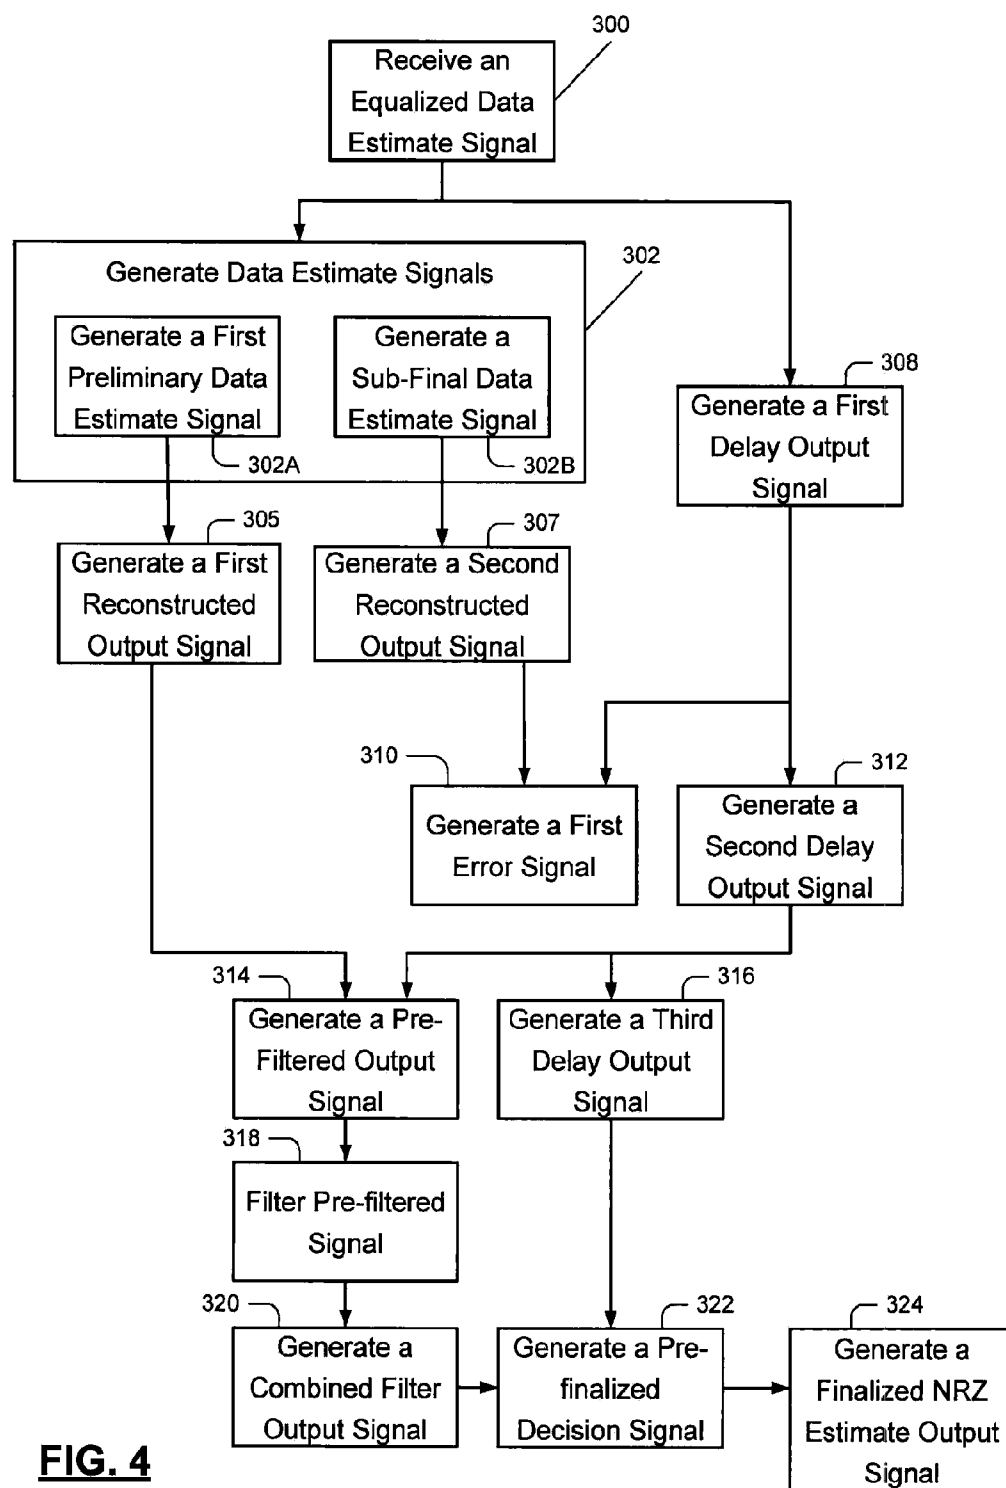 300
Receive an
Equalized Data
Estimate Signal
302
Generate Data Estimate Signals
Generate a First
Preliminary Data
Estimate Signal
302A
Generate a
Sub-Final Data
Estimate Signal
302B
308
Generate a First
Delay Output
Signal
305
Generate a First
Reconstructed
Output Signal
307
Generate a Second
Reconstructed
Output Signal
310
Generate a First
Error Signal
312
Generate a
Second Delay
Output Signal
314
Generate a Pre-
Filtered Output
Signal
316
Generate a Third
Delay Output
Signal
318
Filter Pre-filtered
Signal
320
Generate a
Combined Filter
Output Signal
322
Generate a Pre-
finalized
Decision Signal
324
Generate a
Finalized NRZ
Estimate Output
Signal
FIG. 4